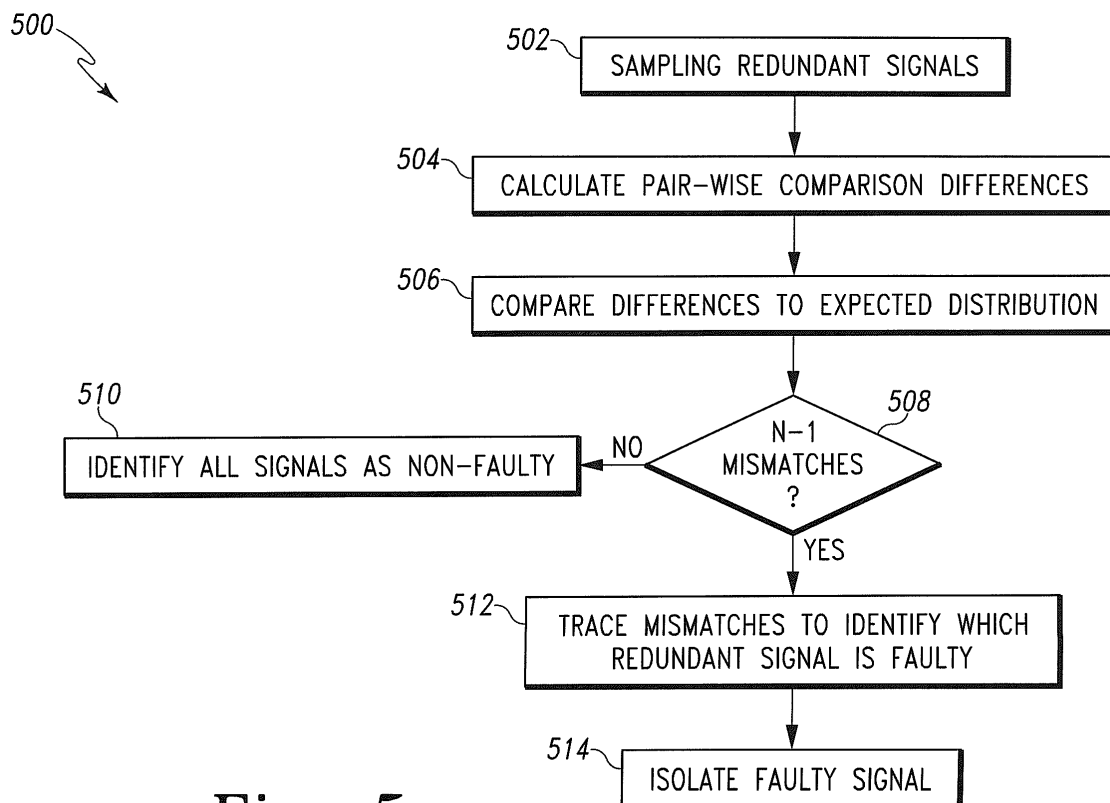 500
502
SAMPLING REDUNDANT SIGNALS
504
CALCULATE PAIR-WISE COMPARISON DIFFERENCES
506
COMPARE DIFFERENCES TO EXPECTED DISTRIBUTION
508
N-1
MISMATCHES
?
NO
510
IDENTIFY ALL SIGNALS AS NON-FAULTY
YES
512
TRACE MISMATCHES TO IDENTIFY WHICH
REDUNDANT SIGNAL IS FAULTY
514
ISOLATE FAULTY SIGNAL
Fig. 5